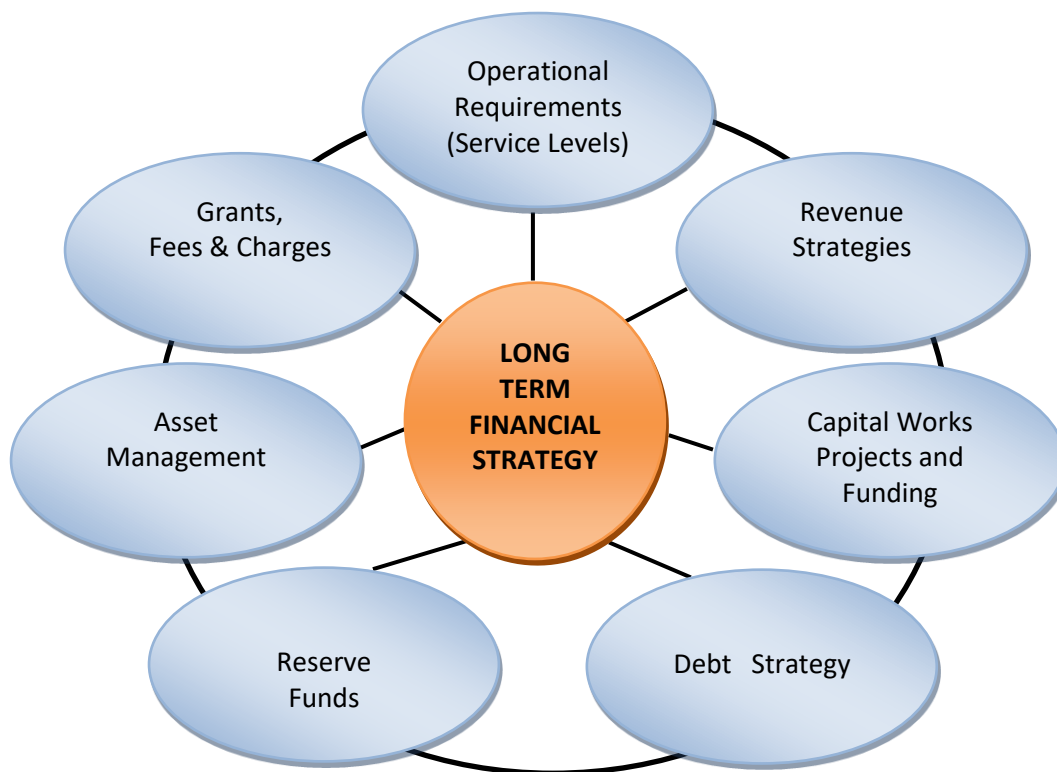 Operational
Requirements
(Service Levels)
Grants,
Fees & Charges
Revenue
Strategies
LONG
TERM
FINANCIAL
STRATEGY
Asset
Management
Capital Works
Projects and
Funding
Reserve
Funds
Debt Strategy